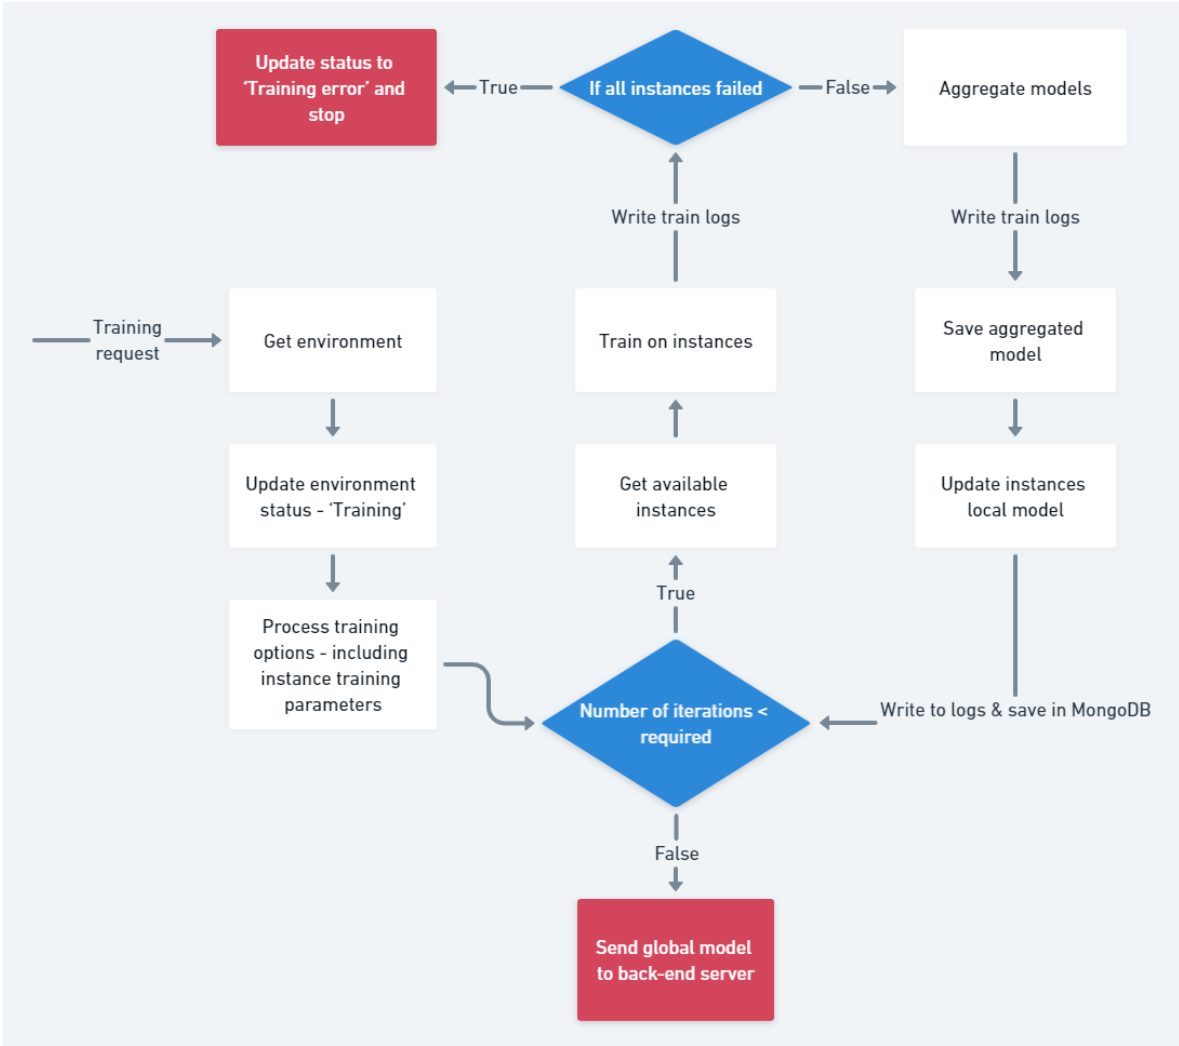 Update status to
‘Training error’ and
stop
True
If all instances failed
False
Aggregate models
Write train logs
Write train logs
Training
request
Get environment
Train on instances
Save aggregated
model
Update environment
status - ‘Training’
Get available
instances
Update instances
local model
True
Process training
options - including
instance training
parameters
Number of iterations <
required
Write to logs & save in MongoDB
False
Send global model
to back-end server